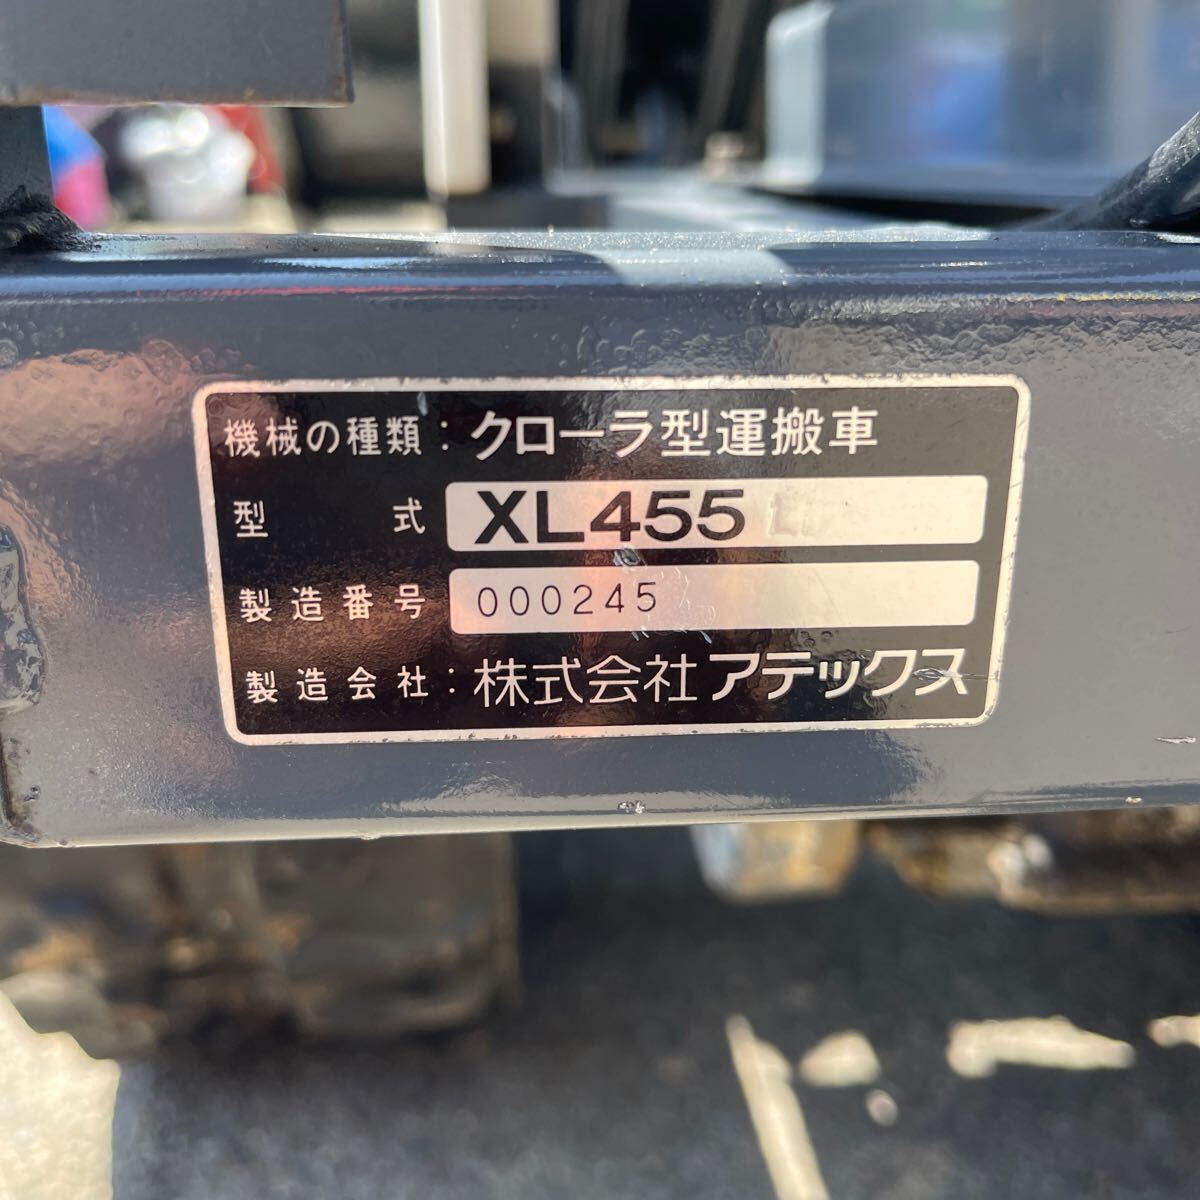 機械の種類：クローラ型運搬車
型式 XL455
製造番号 000245
製造会社：株式会社アテックス